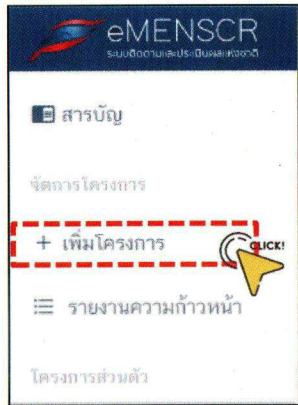 eMENSCR
ระบบติดตามและประเมินผลแห่งชาติ
สารบัญ
จัดการโครงการ
+ เพิ่มโครงการ
CLICK!
รายงานความก้าวหน้า
โครงการส่วนตัว